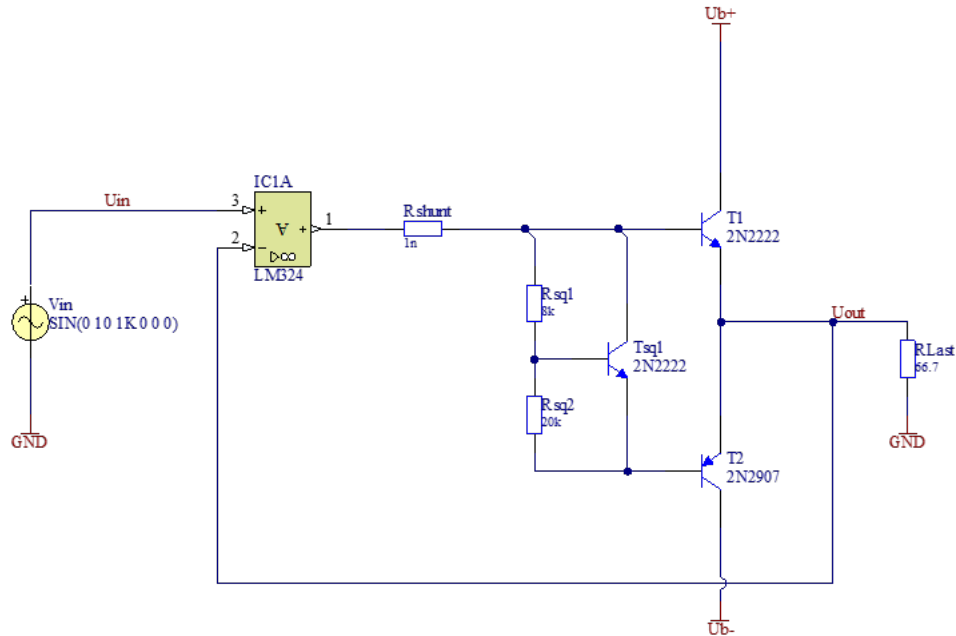 Ub+
IC1A
Uin
3
+
2
−
A
+
1
▷∞
LM324
Rshunt
1n
T1
2N2222
Rsq1
8k
Vin
SIN(0 10 1K 0 0 0)
+
Uout
Tsq1
2N2222
RLast
66.7
Rsq2
20k
GND
GND
T2
2N2907
Ub-